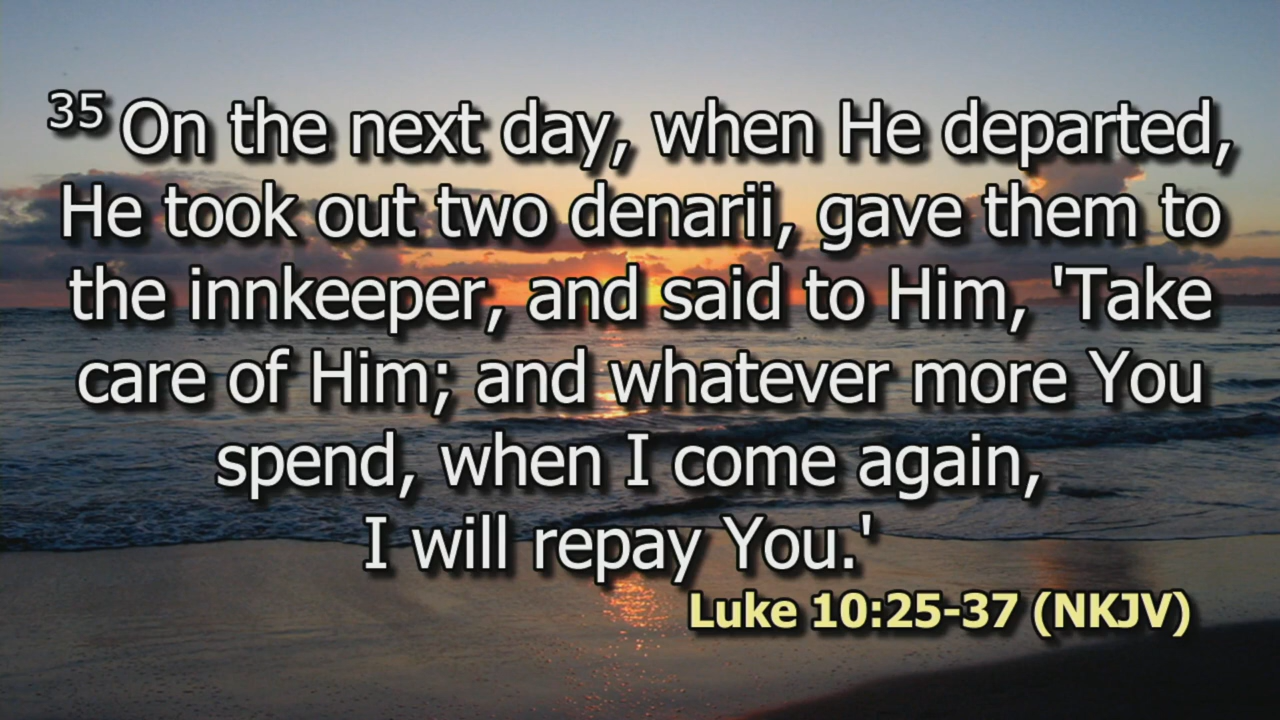 35 On the next day, when He departed,
He took out two denarii, gave them to
the innkeeper, and said to Him, 'Take
care of Him; and whatever more You
spend, when I come again,
I will repay You.'
Luke 10:25-37 (NKJV)